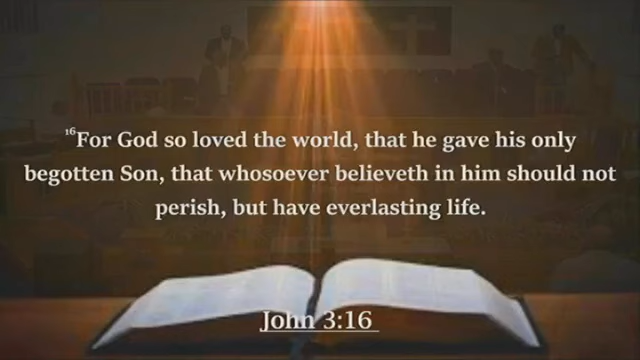 16For God so loved the world, that he gave his only
begotten Son, that whosoever believeth in him should not
perish, but have everlasting life.
John 3:16